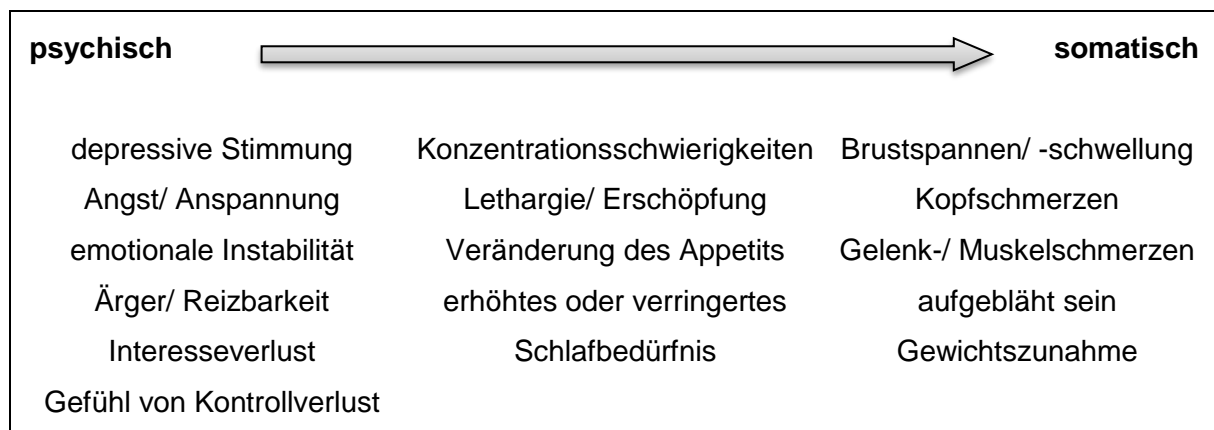 psychisch somatisch
depressive Stimmung Konzentrationsschwierigkeiten Brustspannen/ -schwellung
Angst/ Anspannung Lethargie/ Erschöpfung Kopfschmerzen
emotionale Instabilität Veränderung des Appetits Gelenk-/ Muskelschmerzen
Ärger/ Reizbarkeit erhöhtes oder verringertes aufgebläht sein
Interesseverlust Schlafbedürfnis Gewichtszunahme
Gefühl von Kontrollverlust